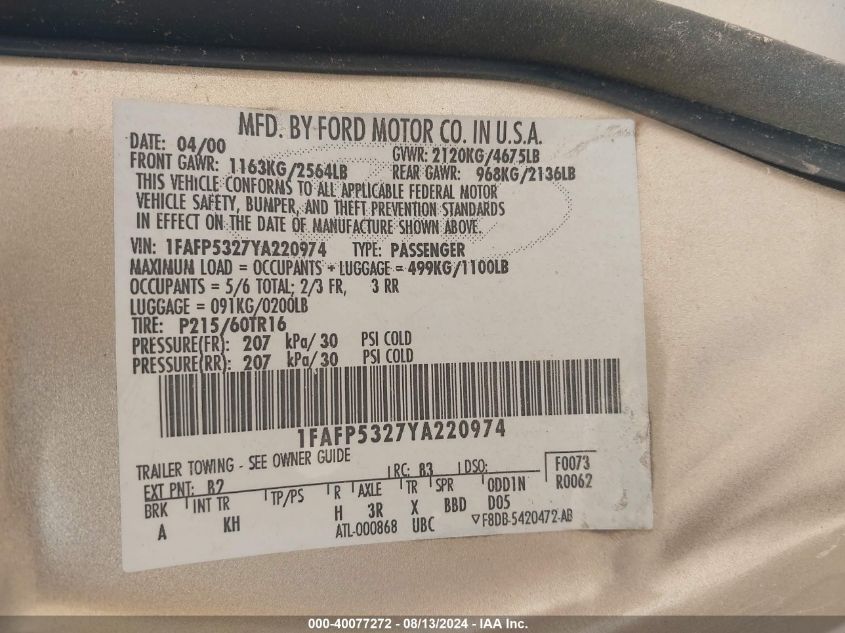 MFD. BY FORD MOTOR CO. IN U.S.A.
DATE: 04/00 GVWR: 2120KG/4675LB
FRONT GAWR: 1163KG/2564LB REAR GAWR: 968KG/2136LB
THIS VEHICLE CONFORMS TO ALL APPLICABLE FEDERAL MOTOR
VEHICLE SAFETY, BUMPER, AND THEFT PREVENTION STANDARDS
IN EFFECT ON THE DATE OF MANUFACTURE SHOWN ABOVE.
VIN: 1FAFP5327YA220974 TYPE: PASSENGER
MAXIMUM LOAD = OCCUPANTS + LUGGAGE = 499KG/1100LB
OCCUPANTS = 5/6 TOTAL; 2/3 FR, 3 RR
LUGGAGE = 091KG/0200LB
TIRE: P215/60TR16
PRESSURE(FR): 207 kPa/30 PSI COLD
PRESSURE(RR): 207 kPa/30 PSI COLD
1FAFP5327YA220974
TRAILER TOWING - SEE OWNER GUIDE
EXT PNT: B2 RC: B3 DSO: F0073
BRK INT TR TP/PS R AXLE TR SPR ODD1N R0062
A KH H 3R X BBD D05
ATL-000868 UBC ▽F8DB-5420472-AB
000-40077272 - 08/13/2024 - IAA Inc.